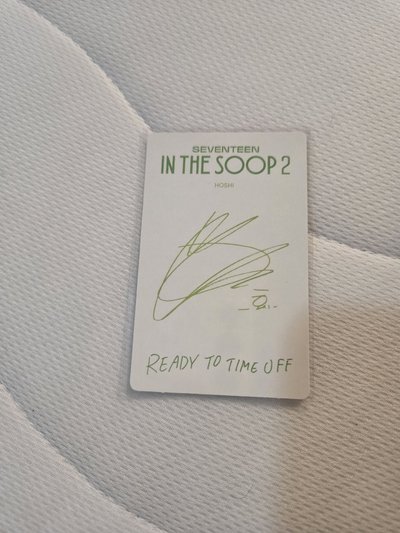 SEVENTEEN
IN THE SOOP 2
HOSHI
READY TO TIME OFF